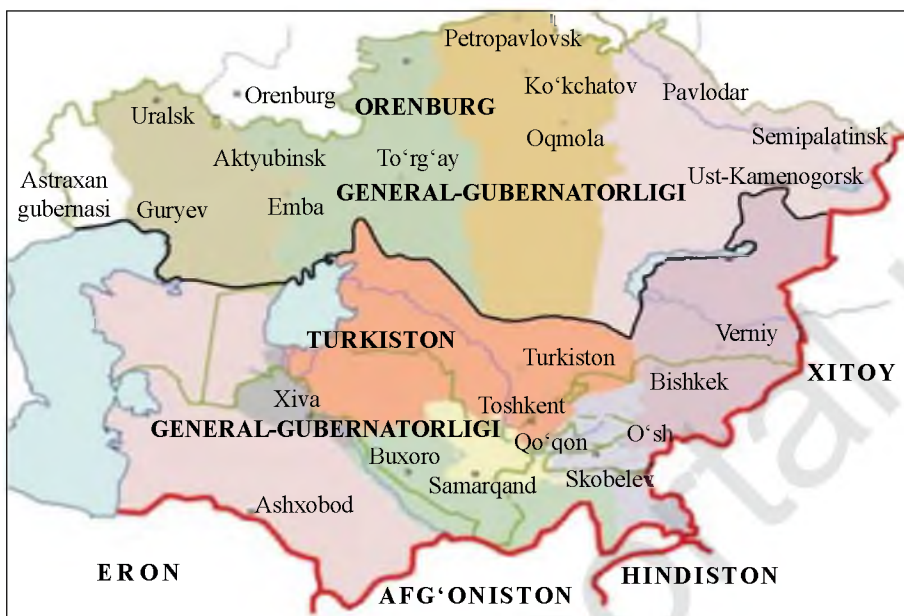 Petropavlovsk
Orenburg
ORENBURG
Ko‘kchatov
Pavlodar
Uralsk
Oqmola
Semipalatinsk
Aktyubinsk
To‘rg‘ay
Astraxan
gubernasi
Guryev
Emba
GENERAL-GUBERNATORLIGI
Ust-Kamenogorsk
TURKISTON
Turkiston
Verniy
XITOY
Bishkek
Xiva
Toshkent
GENERAL-GUBERNATORLIGI
Qo‘qon
O‘sh
Buxoro
Samarqand
Skobelev
Ashxobod
ERON
AFG‘ONISTON
HINDISTON